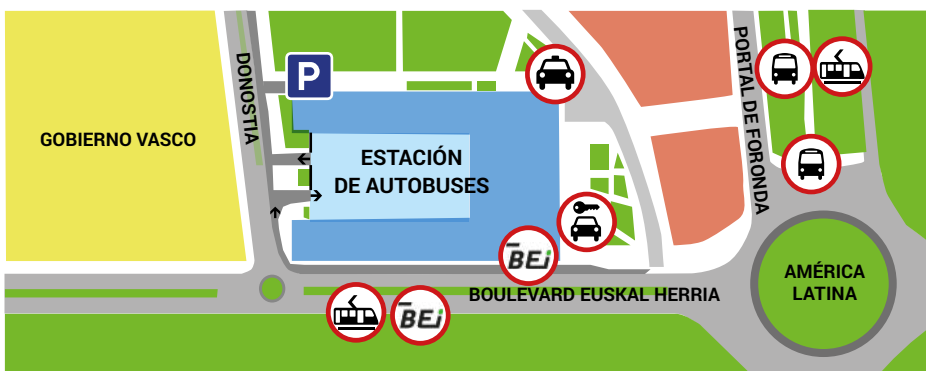 P
DONOSTIA
PORTAL DE FORONDA
GOBIERNO VASCO
ESTACIÓN
DE AUTOBUSES
BEi
BOULEVARD EUSKAL HERRIA
BEi
AMÉRICA
LATINA